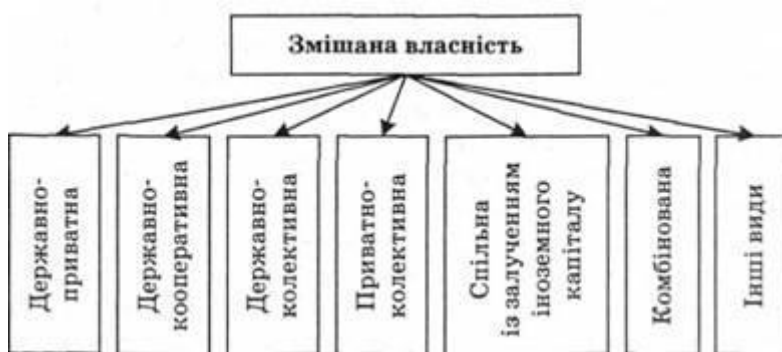 Змішана власність
Державно-
приватна
Державно-
кооперативна
Державно-
колективна
Приватно-
колективна
Спільна
із залученням
іноземного
капіталу
Комбінована
Інші види